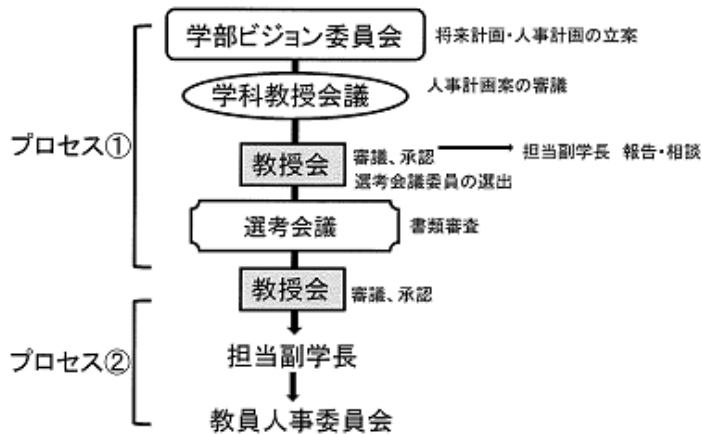 学部ビジョン委員会 将来計画・人事計画の立案
学科教授会議 人事計画案の審議
プロセス①
教授会 審議、承認 担当副学長 報告・相談
選考会議委員の選出
選考会議 書類審査
教授会 審議、承認
プロセス②
担当副学長
教員人事委員会